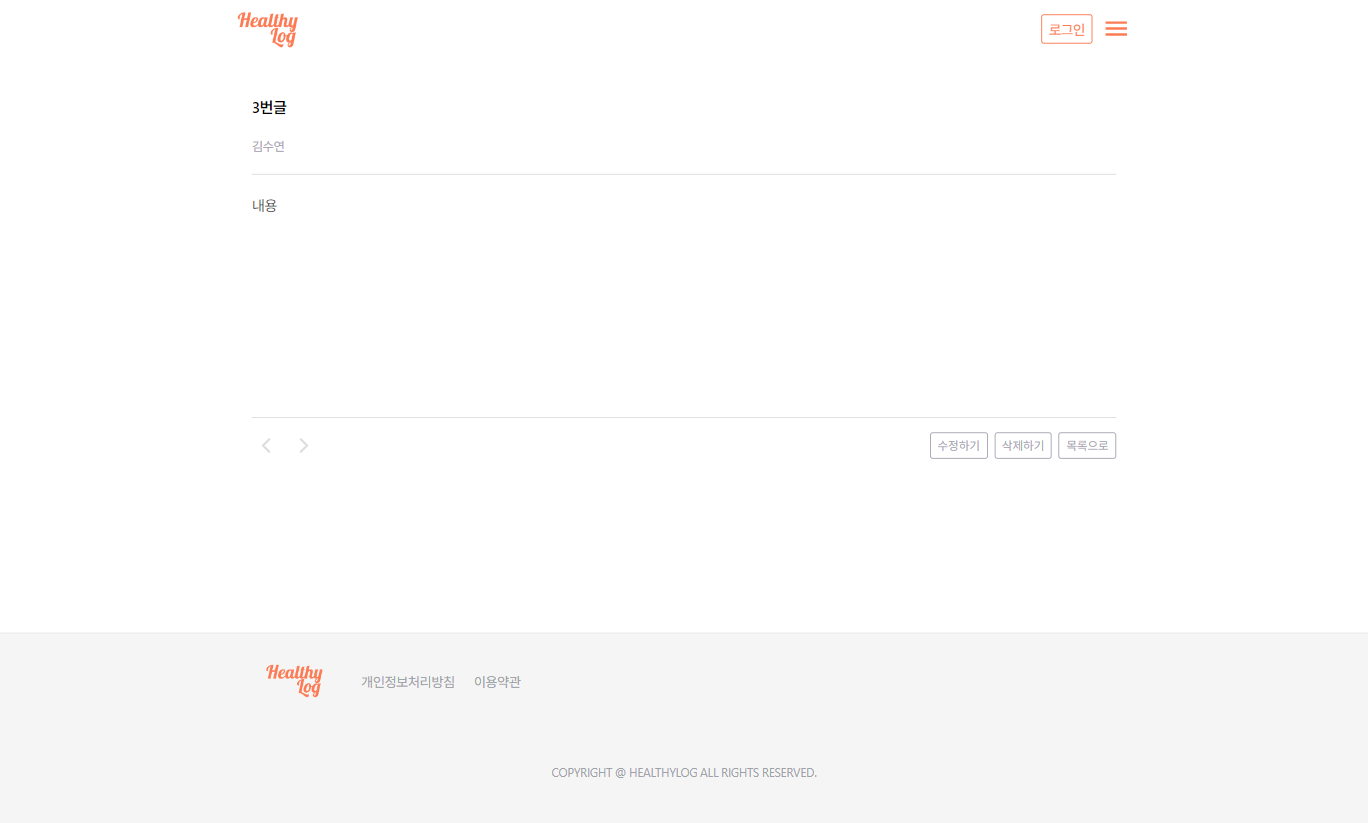 Healthy
Log
로그인
3번글
김수연
내용
수정하기 삭제하기 목록으로
Healthy
Log
개인정보처리방침 이용약관
COPYRIGHT @ HEALTHYLOG ALL RIGHTS RESERVED.